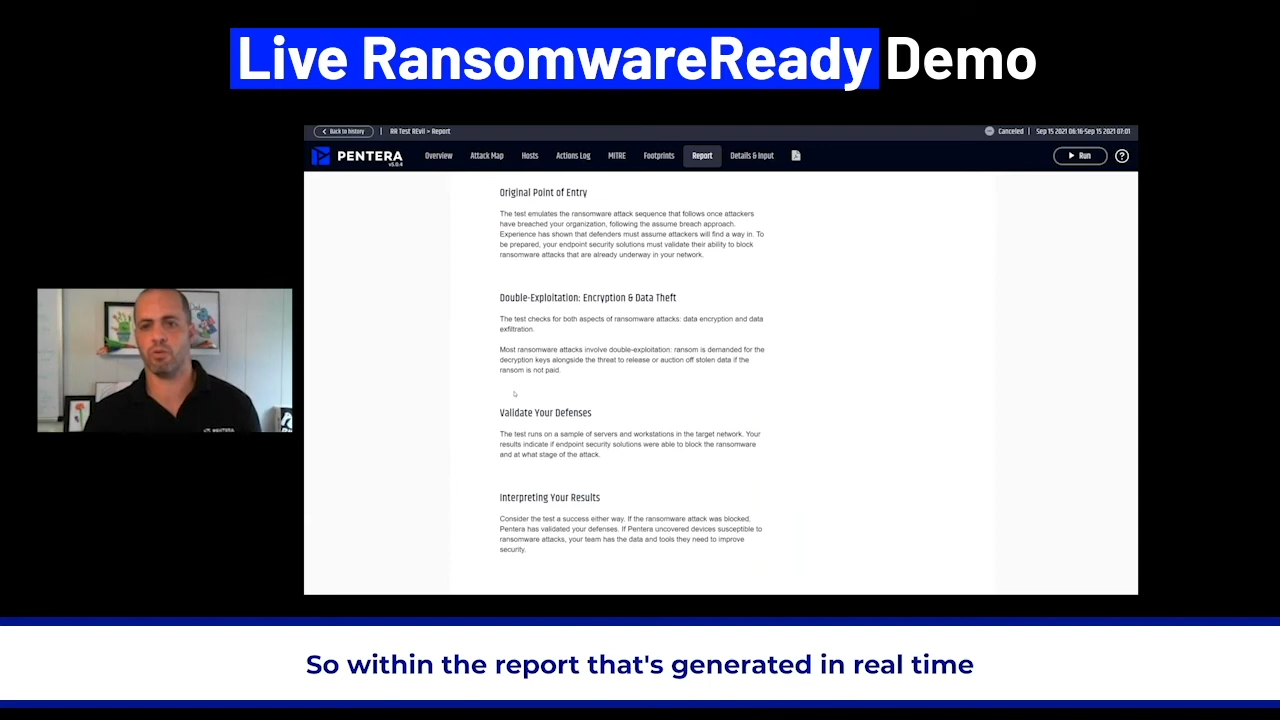 Live RansomwareReady Demo
Back to history | RR Test REvil > Report
Canceled | Sep 15 2021 06:16-Sep 15 2021 07:01
PENTERA
Overview Attack Map Hosts Actions Log MITRE Footprints Report Details & Input
Run ?
Original Point of Entry
The test emulates the ransomware attack sequence that follows once attackers
have breached your organization, following the assume breach approach.
Experience has shown that defenders must assume attackers will find a way in. To
be prepared, your endpoint security solutions must validate their ability to block
ransomware attacks that are already underway in your network.
Double-Exploitation: Encryption & Data Theft
The test checks for both aspects of ransomware attacks: data encryption and data
exfiltration.
Most ransomware attacks involve double-exploitation: ransom is demanded for the
decryption keys alongside the threat to release or auction off stolen data if the
ransom is not paid.
Validate Your Defenses
The test runs on a sample of servers and workstations in the target network. Your
results indicate if endpoint security solutions were able to block the ransomware
and at what stage of the attack.
Interpreting Your Results
Consider the test a success either way. If the ransomware attack was blocked,
Pentera has validated your defenses. If Pentera uncovered devices susceptible to
ransomware attacks, your team has the data and tools they need to improve
security.
So within the report that's generated in real time